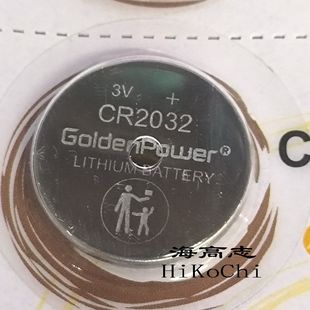 3V +
CR2032
GoldenPower®
LITHIUM BATTERY
C
海高志
HiKoChi